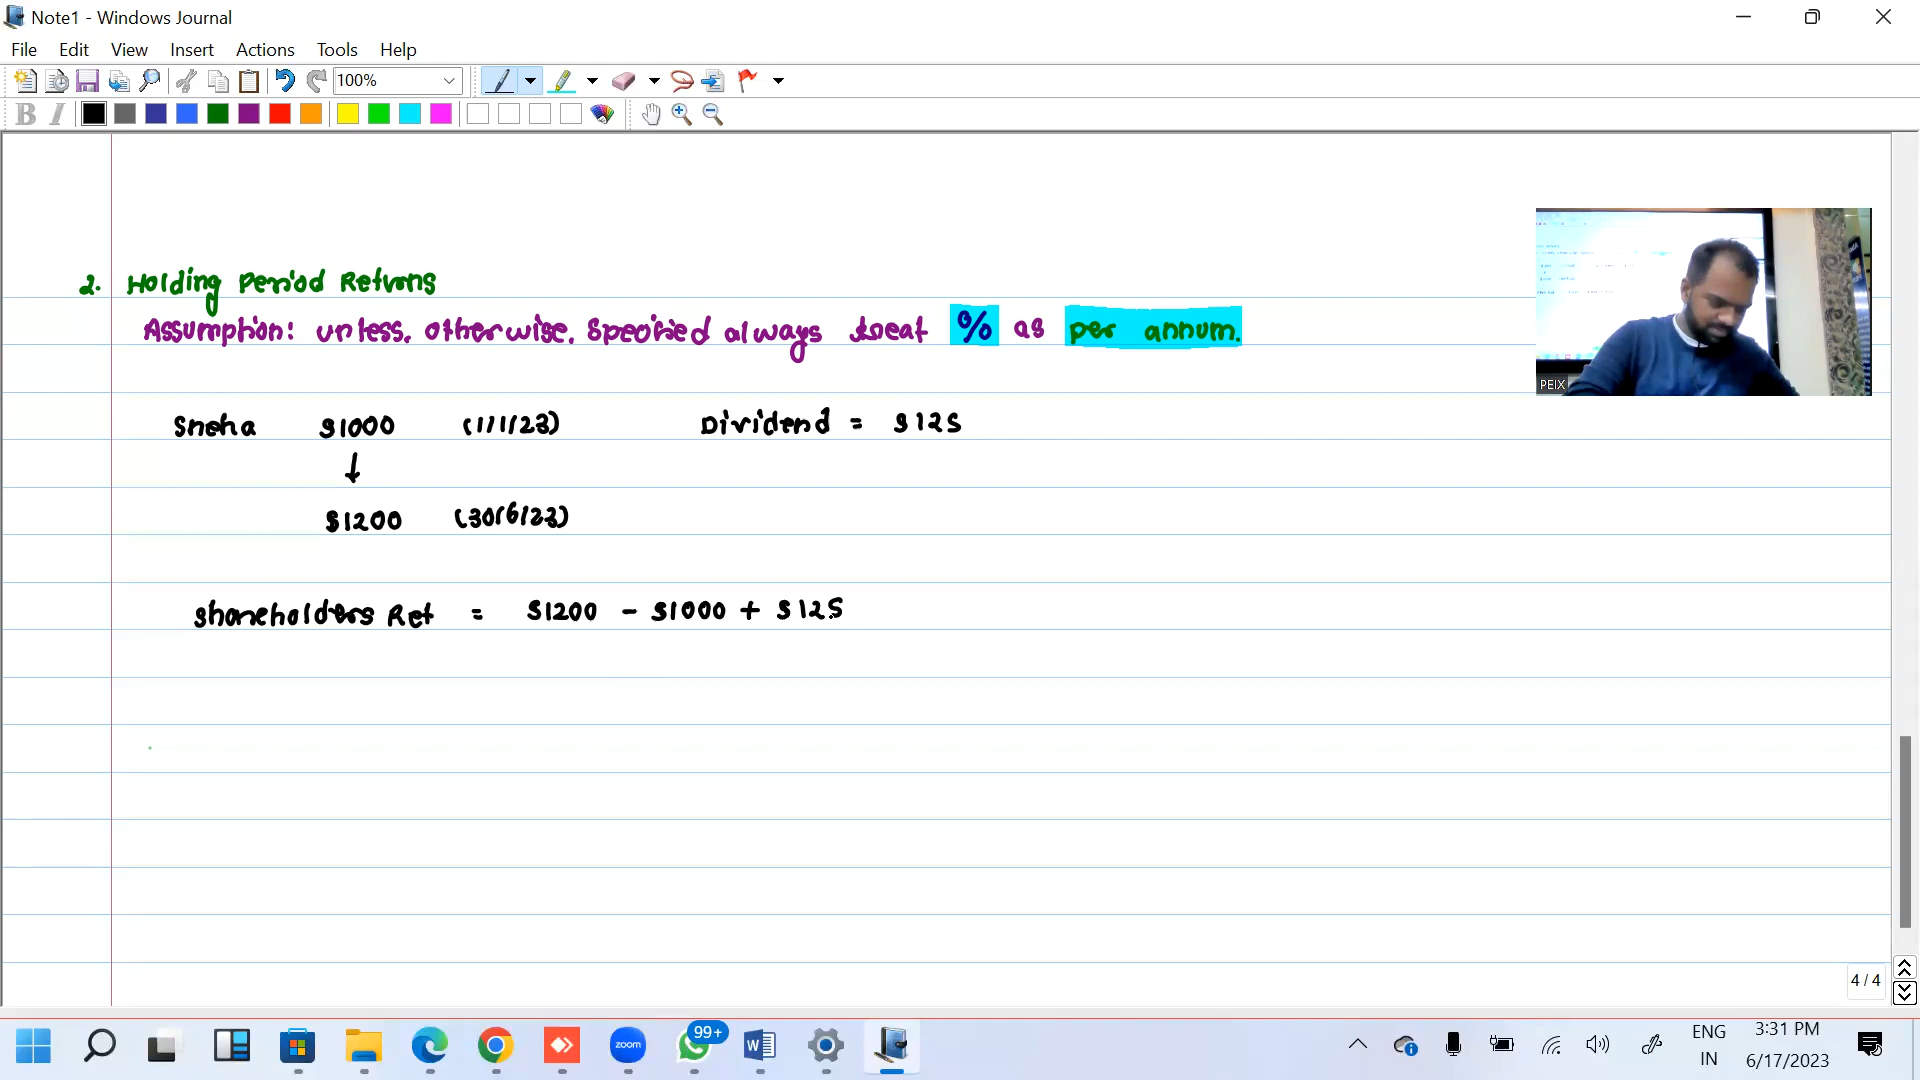 Note1 - Windows Journal
File Edit View Insert Actions Tools Help
100%
B I
2. Holding Period Returns
Assumption: unless, otherwise, specified always treat % as per annum.
Sneha $1000 (1/1/23) Dividend = $125
$1200 (30/6/23)
Shareholders Ret = $1200 - $1000 + $125
PEIX
4 / 4
zoom
99+
ENG
IN
3:31 PM
6/17/2023